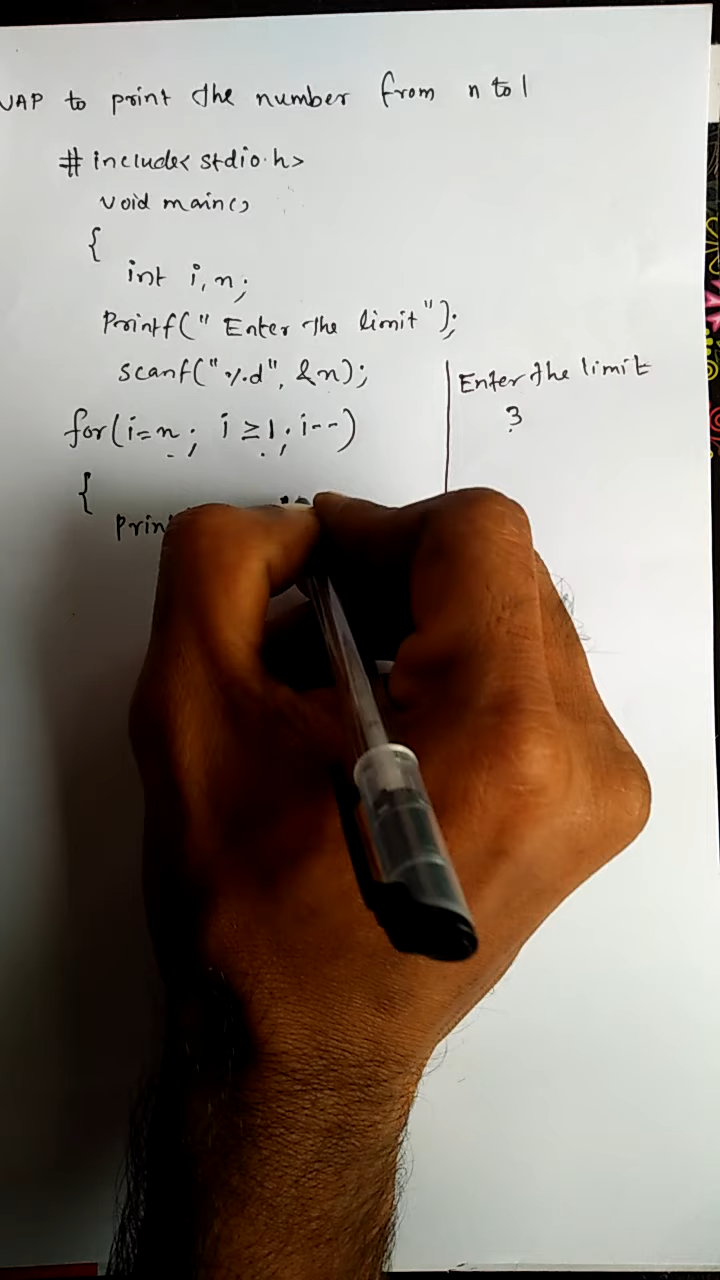 WAP to print the number from n to 1
# include< stdio.h>
void main()
{
int i, n;
Printf(" Enter the limit");
scanf("%d", &n);
for(i=n; i ≥ 1; i--)
{
Enter the limit
3